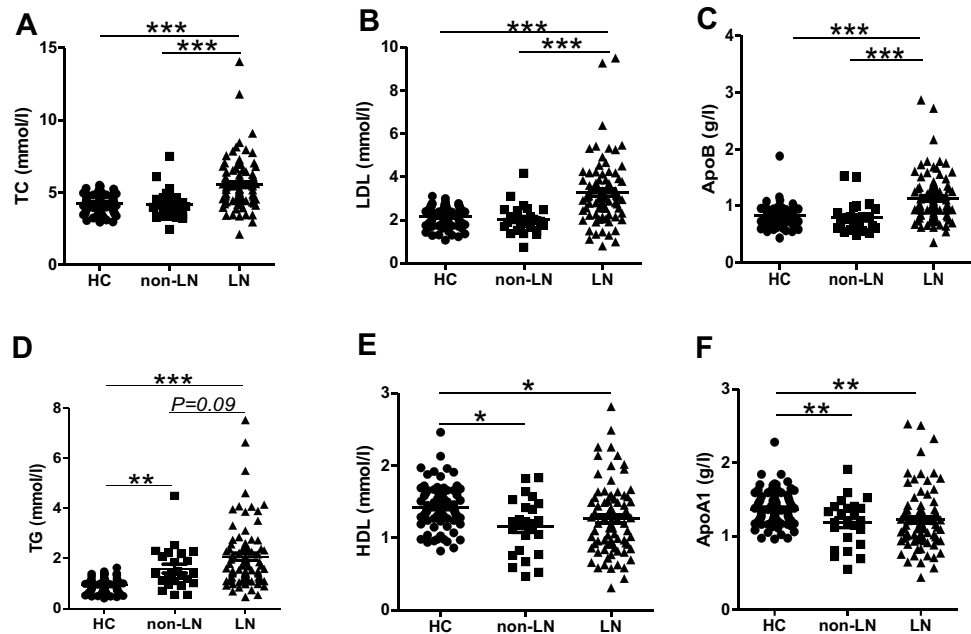 A
***
***
TC (mmol/l)
15
10
5
0
HC non-LN LN
B
***
***
LDL (mmol/l)
10
8
6
4
2
0
HC non-LN LN
C
***
***
ApoB (g/l)
4
3
2
1
0
HC non-LN LN
D
***
P=0.09
**
TG (mmol/l)
8
6
4
2
0
HC non-LN LN
E
*
*
HDL (mmol/l)
3
2
1
0
HC non-LN LN
F
**
**
ApoA1 (g/l)
3
2
1
0
HC non-LN LN